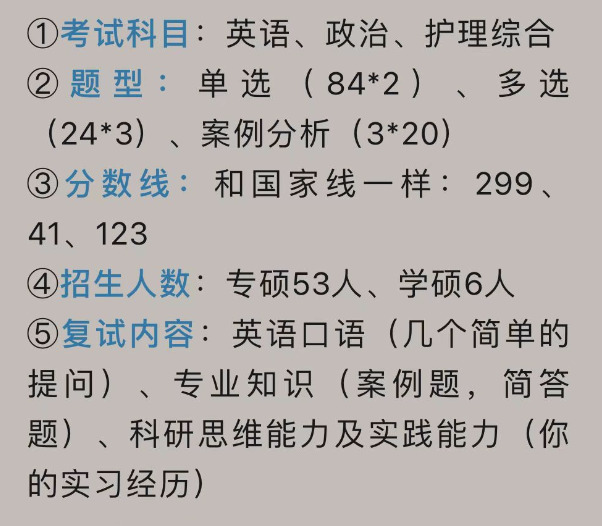 ①考试科目：英语、政治、护理综合
②题型：单选（84*2）、多选
（24*3）、案例分析（3*20）
③分数线：和国家线一样：299、
41、123
④招生人数：专硕53人、学硕6人
⑤复试内容：英语口语（几个简单的
提问）、专业知识（案例题，简答
题）、科研思维能力及实践能力（你
的实习经历）